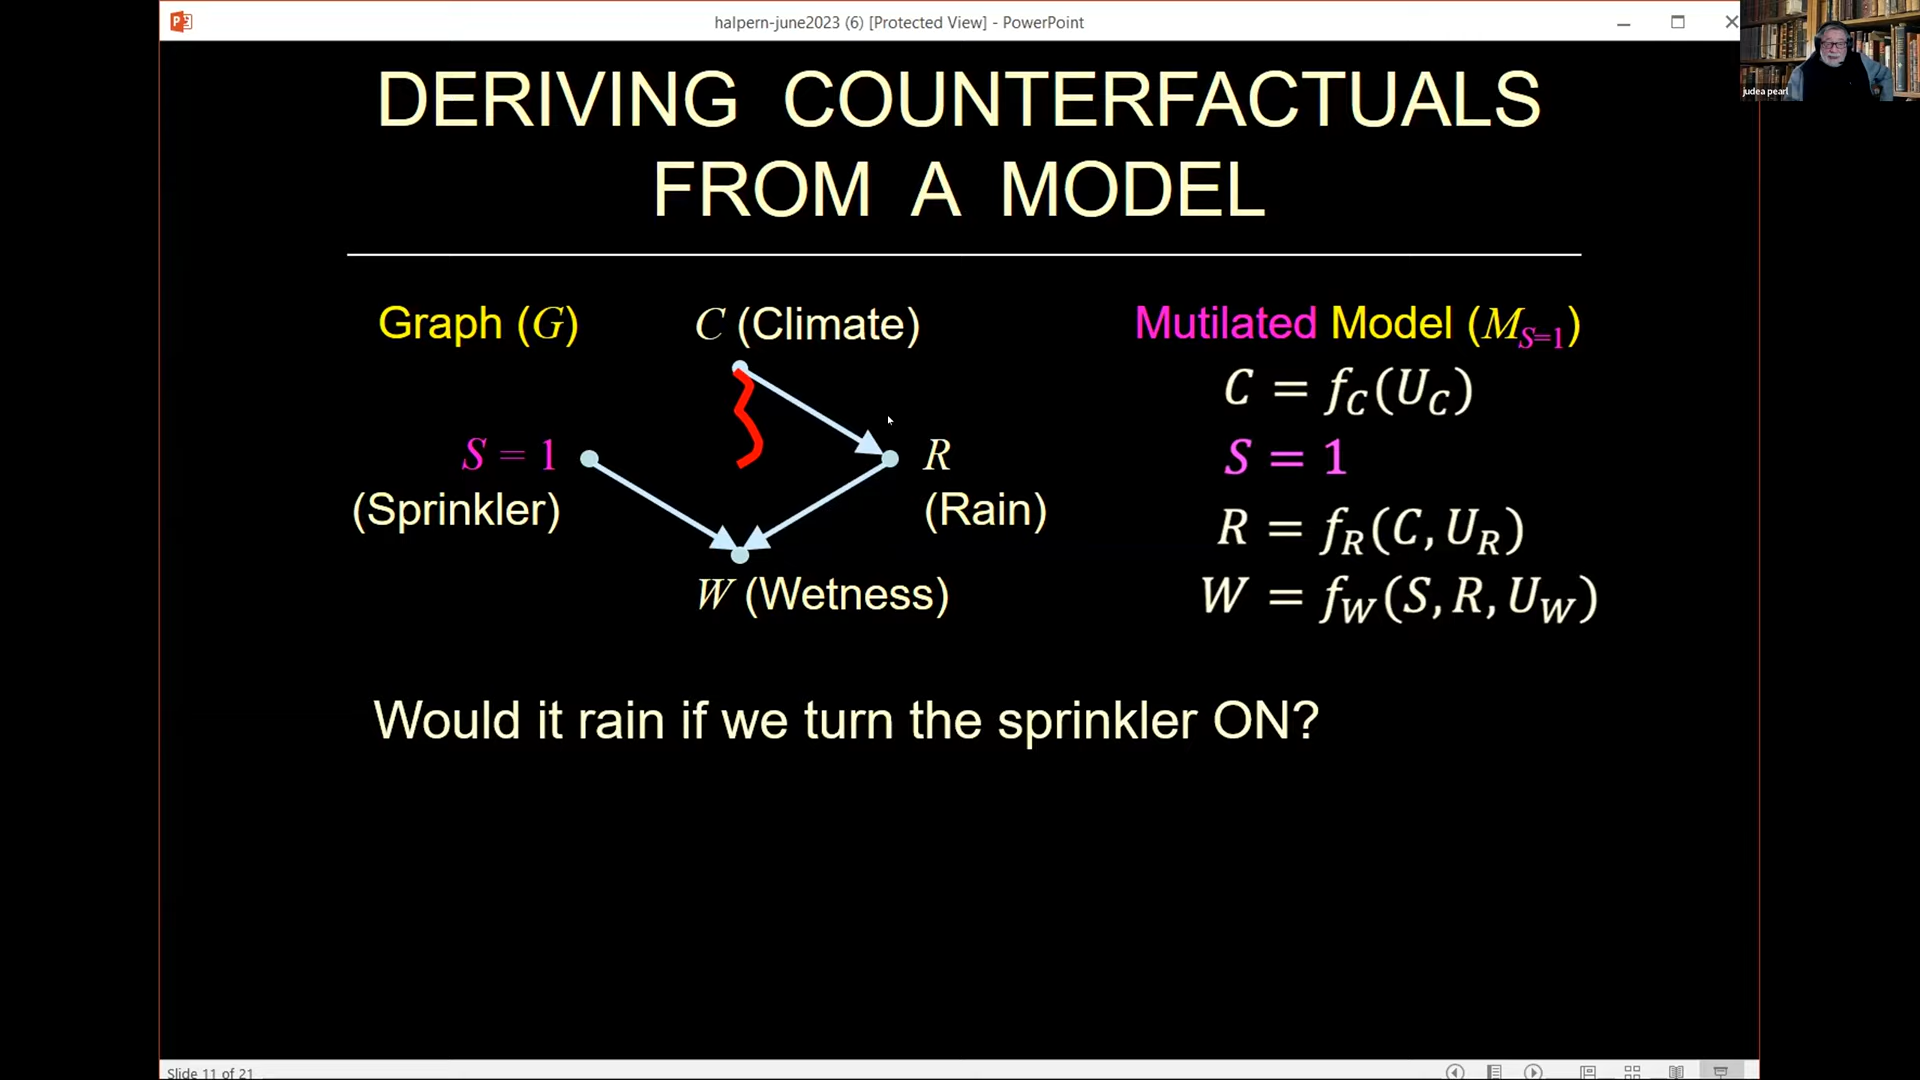 halpern-june2023 (6) [Protected View] - PowerPoint
judea pearl
DERIVING COUNTERFACTUALS
FROM A MODEL
Graph (G)
C (Climate)
S = 1
(Sprinkler)
R
(Rain)
W (Wetness)
Mutilated Model (M_{S=1})
C = f_C(U_C)
S = 1
R = f_R(C, U_R)
W = f_W(S, R, U_W)
Would it rain if we turn the sprinkler ON?
Slide 11 of 21